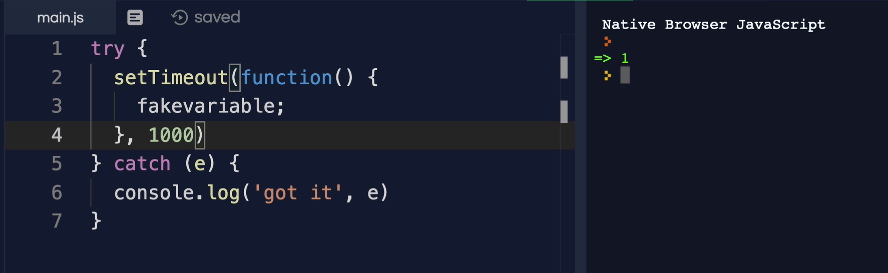 main.js saved
1 try {
2 setTimeout(function() {
3 fakevariable;
4 }, 1000)
5 } catch (e) {
6 console.log('got it', e)
7 }
Native Browser JavaScript
=> 1